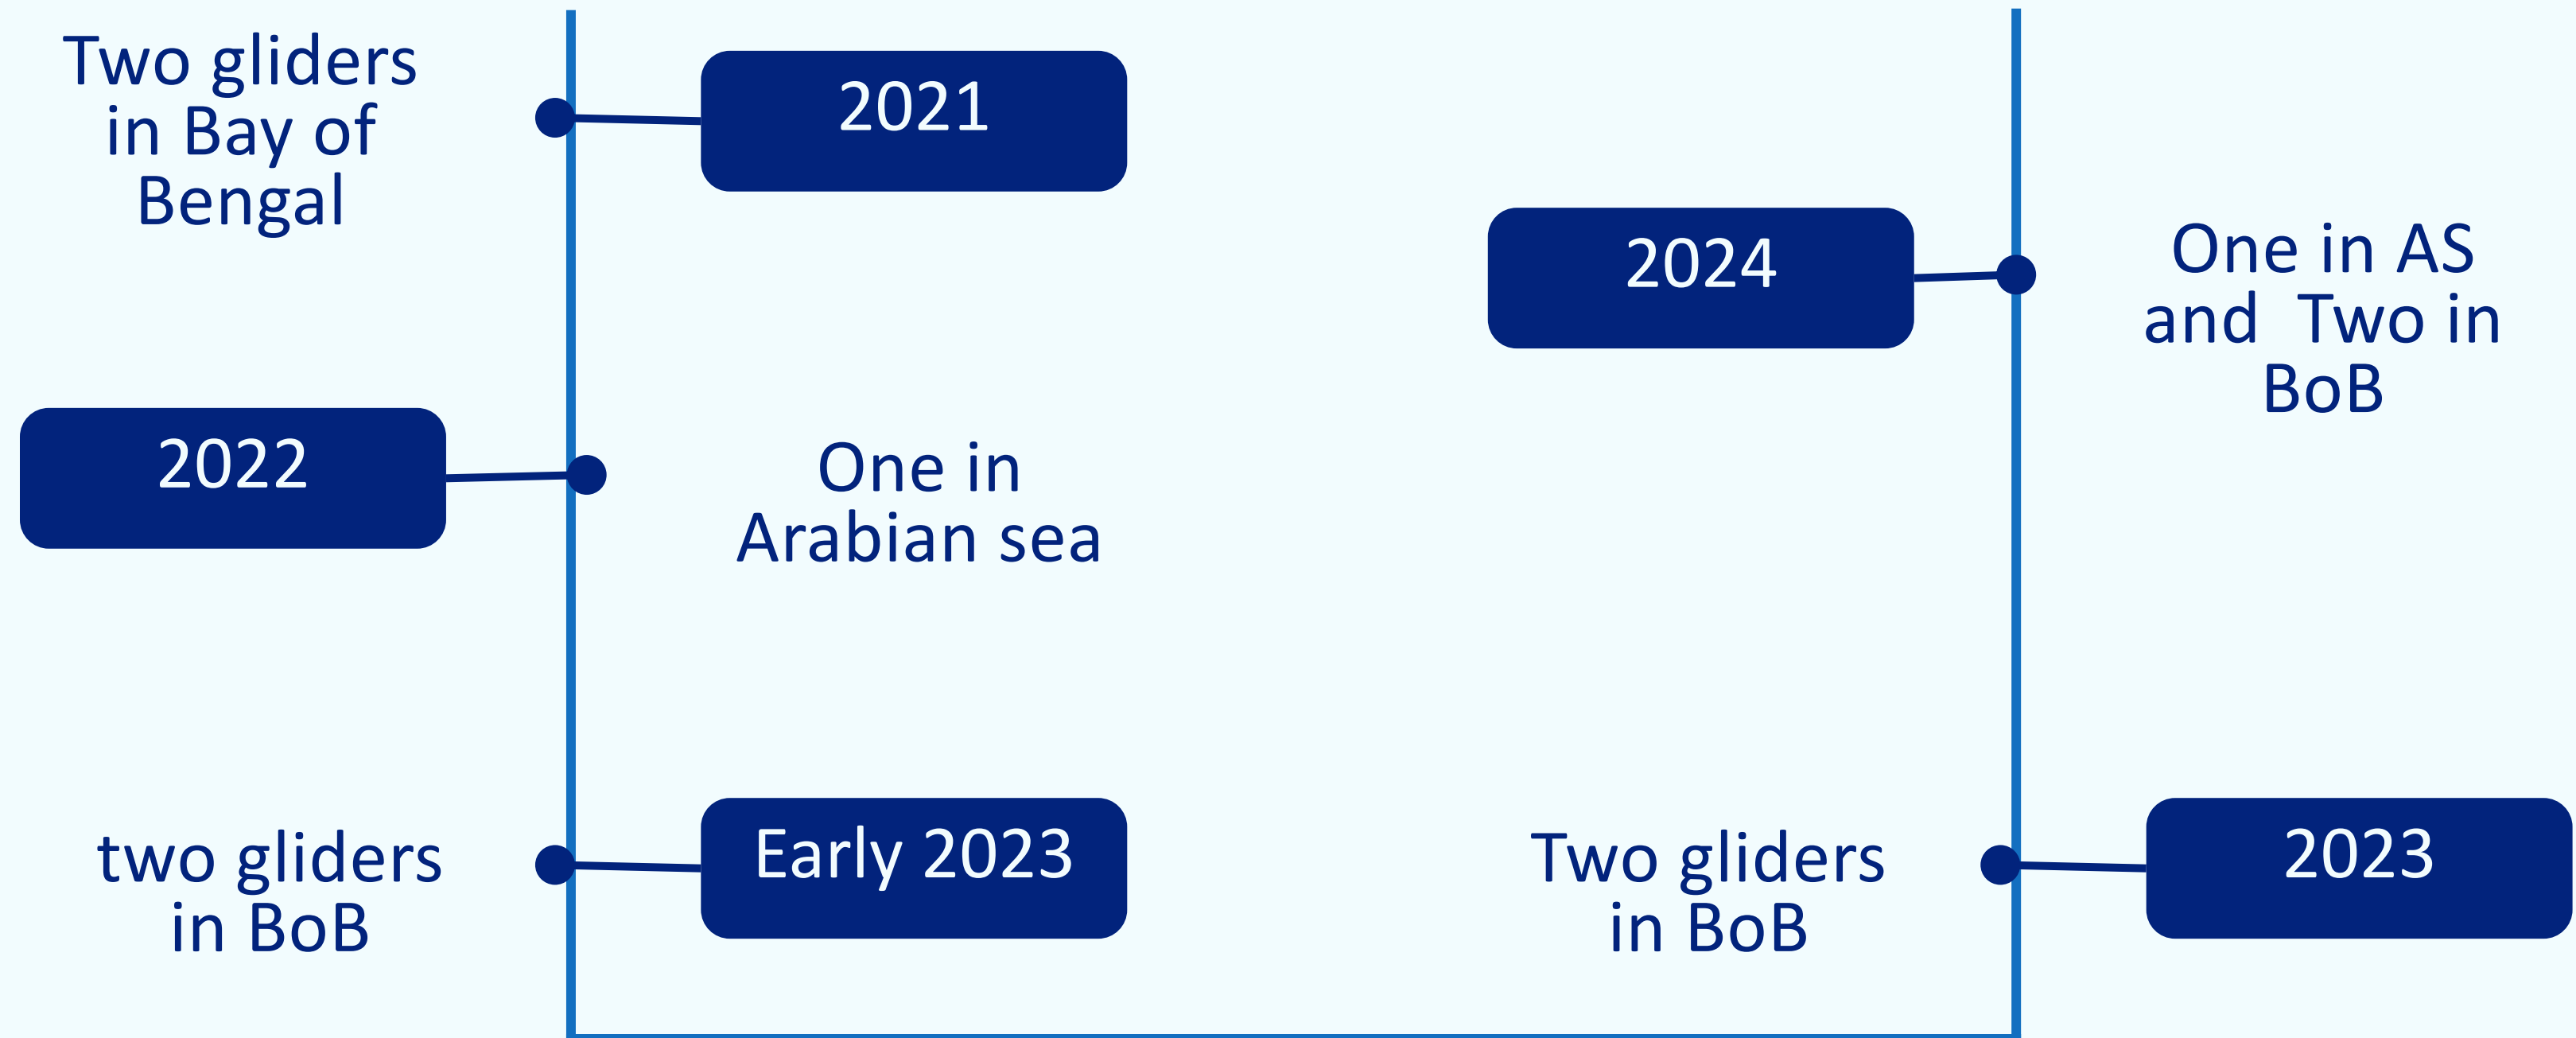 Two gliders
in Bay of
Bengal
2021
2022
One in
Arabian sea
two gliders
in BoB
Early 2023
Two gliders
in BoB
2023
2024
One in AS
and  Two in
BoB